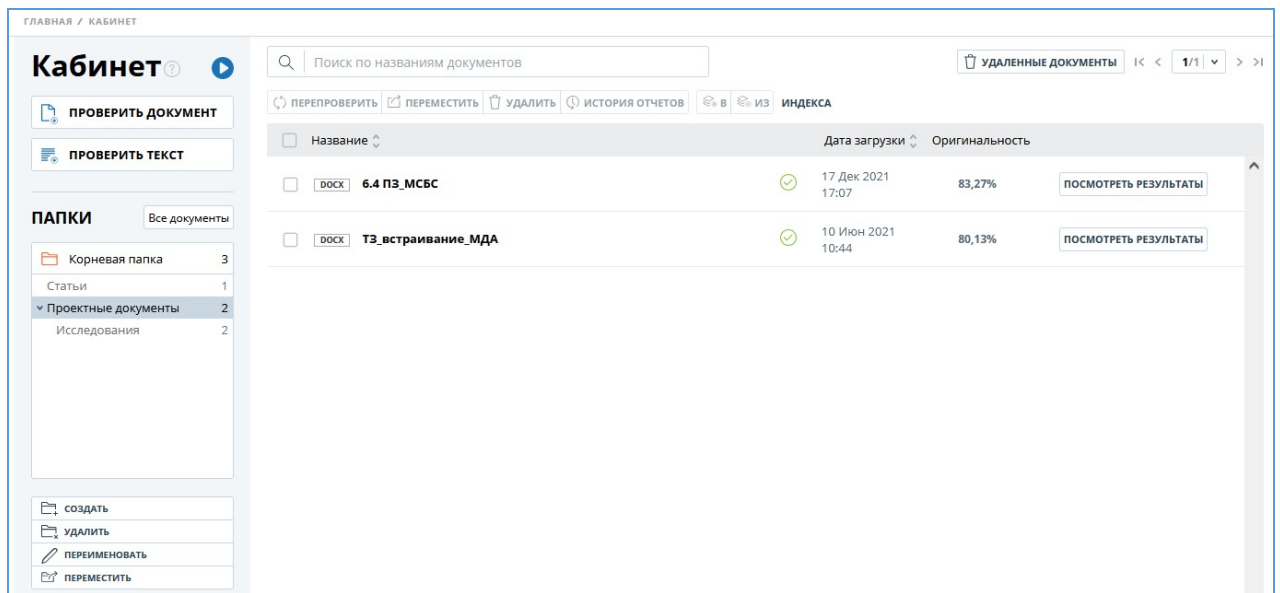 ГЛАВНАЯ / КАБИНЕТ
Кабинет ?
ПРОВЕРИТЬ ДОКУМЕНТ
ПРОВЕРИТЬ ТЕКСТ
ПАПКИ Все документы
Корневая папка 3
Статьи 1
Проектные документы 2
Исследования 2
СОЗДАТЬ
УДАЛИТЬ
ПЕРЕИМЕНОВАТЬ
ПЕРЕМЕСТИТЬ
Поиск по названиям документов
УДАЛЕННЫЕ ДОКУМЕНТЫ 1/1
ПЕРЕПРОВЕРИТЬ ПЕРЕМЕСТИТЬ УДАЛИТЬ ИСТОРИЯ ОТЧЕТОВ В ИЗ ИНДЕКСА
Название Дата загрузки Оригинальность
DOCX 6.4 ПЗ_МСБС 17 Дек 2021 83,27% ПОСМОТРЕТЬ РЕЗУЛЬТАТЫ
17:07
DOCX ТЗ_встраивание_МДА 10 Июн 2021 80,13% ПОСМОТРЕТЬ РЕЗУЛЬТАТЫ
10:44